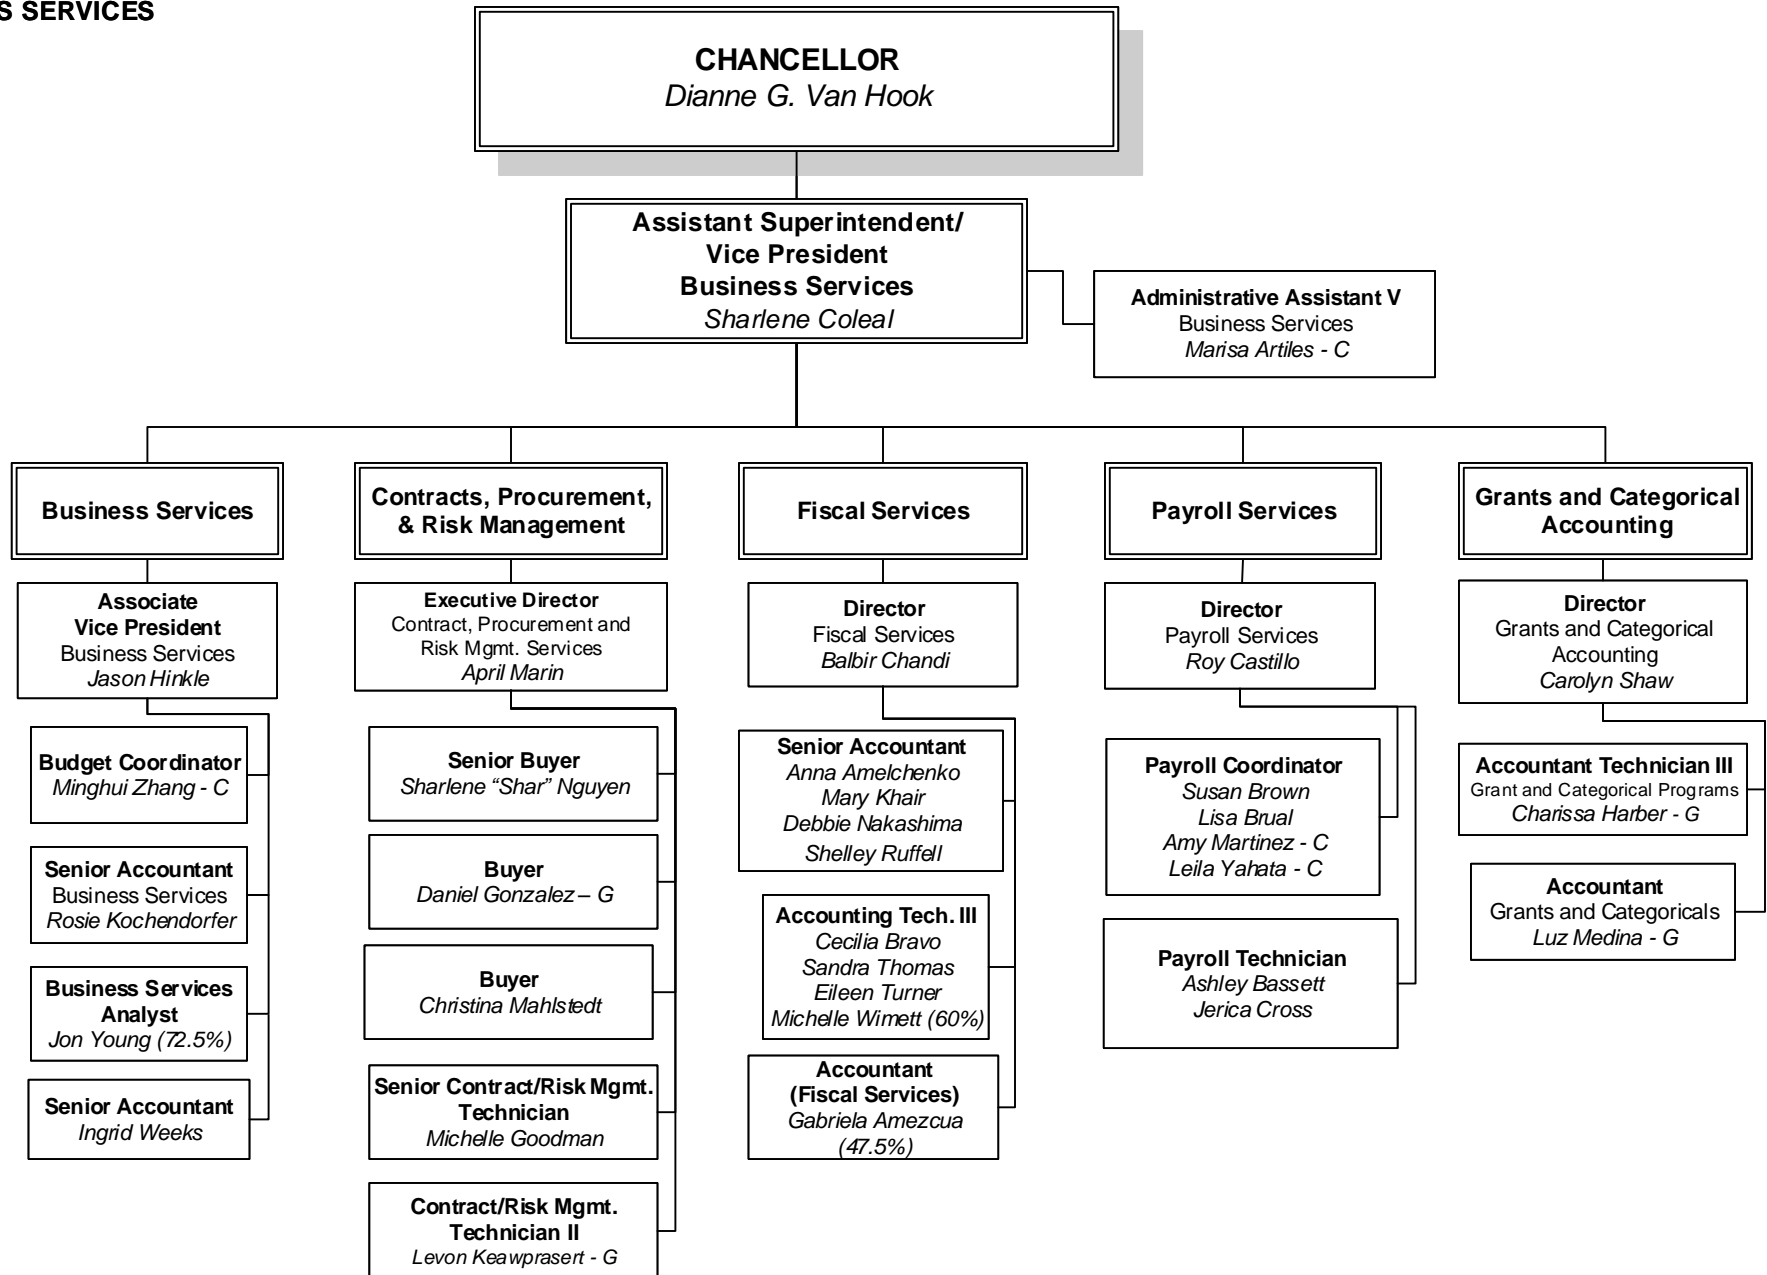 S SERVICES
CHANCELLOR
Dianne G. Van Hook
Assistant Superintendent/
Vice President
Business Services
Sharlene Coleal
Administrative Assistant V
Business Services
Marisa Artiles - C
Business Services
Associate
Vice President
Business Services
Jason Hinkle
Budget Coordinator
Minghui Zhang - C
Senior Accountant
Business Services
Rosie Kochendorfer
Business Services
Analyst
Jon Young (72.5%)
Senior Accountant
Ingrid Weeks
Contracts, Procurement,
& Risk Management
Executive Director
Contract, Procurement and
Risk Mgmt. Services
April Marin
Senior Buyer
Sharlene “Shar” Nguyen
Buyer
Daniel Gonzalez – G
Buyer
Christina Mahlstedt
Senior Contract/Risk Mgmt.
Technician
Michelle Goodman
Contract/Risk Mgmt.
Technician II
Levon Keawprasert - G
Fiscal Services
Director
Fiscal Services
Balbir Chandi
Senior Accountant
Anna Amelchenko
Mary Khair
Debbie Nakashima
Shelley Ruffell
Accounting Tech. III
Cecilia Bravo
Sandra Thomas
Eileen Turner
Michelle Wimett (60%)
Accountant
(Fiscal Services)
Gabriela Amezcua
(47.5%)
Payroll Services
Director
Payroll Services
Roy Castillo
Payroll Coordinator
Susan Brown
Lisa Brual
Amy Martinez - C
Leila Yahata - C
Payroll Technician
Ashley Bassett
Jerica Cross
Grants and Categorical
Accounting
Director
Grants and Categorical
Accounting
Carolyn Shaw
Accountant Technician III
Grant and Categorical Programs
Charissa Harber - G
Accountant
Grants and Categoricals
Luz Medina - G